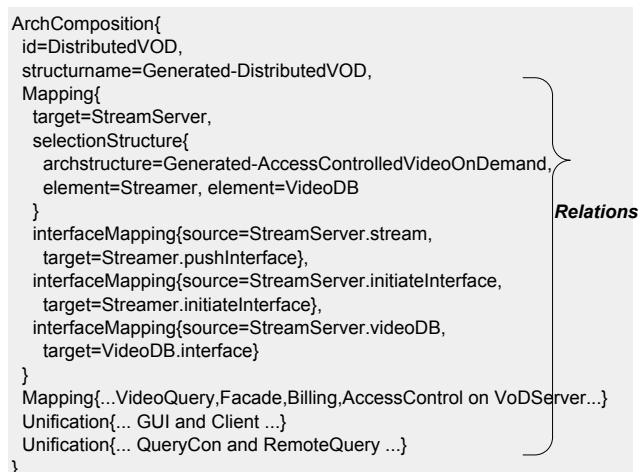 ArchComposition{
id=DistributedVOD,
structurname=Generated-DistributedVOD,
Mapping{
target=StreamServer,
selectionStructure{
archstructure=Generated-AccessControlledVideoOnDemand,
element=Streamer, element=VideoDB
}
Relations
interfaceMapping{source=StreamServer.stream,
target=Streamer.pushInterface},
interfaceMapping{source=StreamServer.initiateInterface,
target=Streamer.initiateInterface},
interfaceMapping{source=StreamServer.videoDB,
target=VideoDB.interface}
}
Mapping{...VideoQuery,Facade,Billing,AccessControl on VoDServer...}
Unification{... GUI and Client ...}
Unification{... QueryCon and RemoteQuery ...}
}